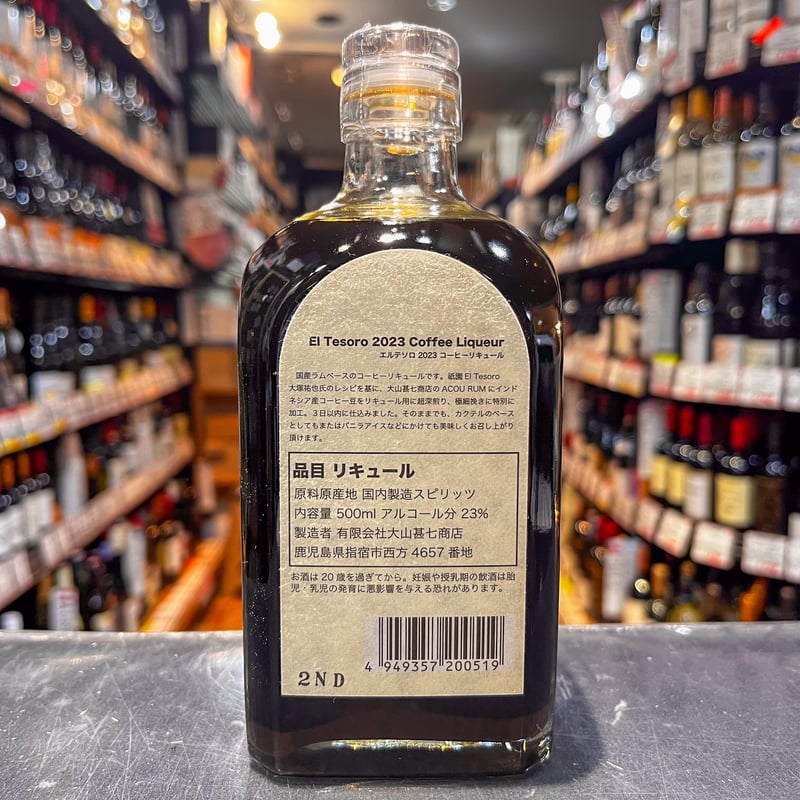 El Tesoro 2023 Coffee Liqueur
エルテソロ 2023 コーヒーリキュール
国産ラムベースのコーヒーリキュールです。祇園 El Tesoro
大塚祐也氏のレシピを基に、大山甚七商店の ACOU RUM にインド
ネシア産コーヒー豆をリキュール用に超深煎り、極細挽きに特別に
加工。3日以内に仕込みました。そのままでも、カクテルのベース
としてもまたはバニラアイスなどにかけても美味しくお召し上がり
頂けます。
品目 リキュール
原料原産地 国内製造スピリッツ
内容量 500ml アルコール分 23%
製造者 有限会社大山甚七商店
鹿児島県指宿市西方 4657 番地
お酒は 20 歳を過ぎてから。妊娠や授乳期の飲酒は胎
児・乳児の発育に悪影響を与える恐れがあります。
4 949357 200519
2ND